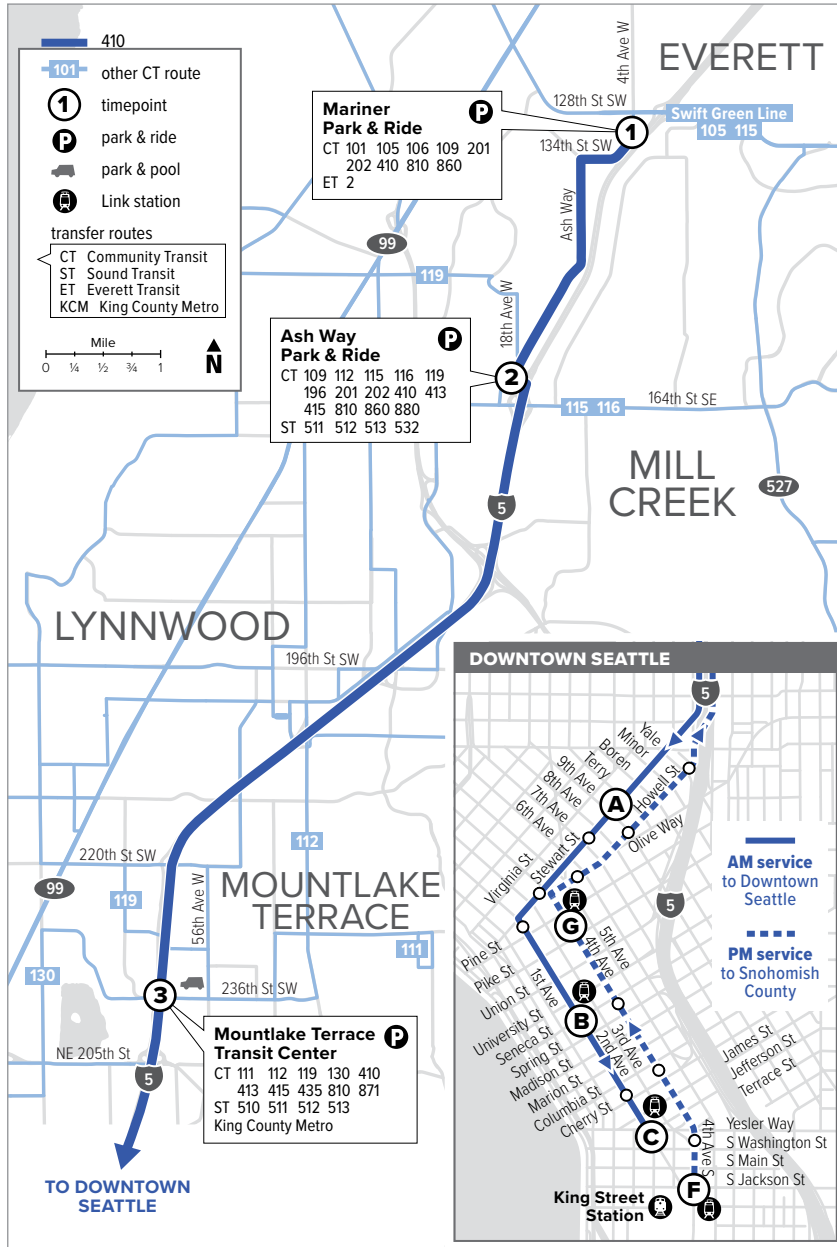 410
101 other CT route
1 timepoint
P park & ride
park & pool
Link station
transfer routes
CT Community Transit
ST Sound Transit
ET Everett Transit
KCM King County Metro
Mile
0 ¼ ½ ¾ 1
N
EVERETT
4th Ave W
128th St SW
Swift Green Line
105 115
1
134th St SW
Mariner
Park & Ride
P
CT 101 105 106 109 201
202 410 810 860
ET 2
Ash Way
99
119
18th Ave W
Ash Way
Park & Ride
P
CT 109 112 115 116 119
196 201 202 410 413
415 810 860 880
ST 511 512 513 532
2
115 116
164th St SE
MILL
CREEK
527
5
LYNNWOOD
196th St SW
112
220th St SW
99
119
56th Ave W
MOUNTLAKE
TERRACE
111
130
236th St SW
3
Mountlake Terrace
Transit Center
P
CT 111 112 119 130 410
413 415 435 810 871
ST 510 511 512 513
King County Metro
NE 205th St
5
TO DOWNTOWN
SEATTLE
DOWNTOWN SEATTLE
5
Yale
Minor
Boren
Terry
9th Ave
8th Ave
7th Ave
6th Ave
A
Howell St
Olive Way
Stewart St
Virginia St
AM service
to Downtown
Seattle
5
PM service
to Snohomish
County
G
5th Ave
4th Ave
Pine St
Pike St
Union St
University St
Seneca St
Spring St
Madison St
Marion St
Columbia St
Cherry St
1st Ave
B
3rd Ave
2nd Ave
James St
Jefferson St
Terrace St
C
4th Ave S
Yesler Way
S Washington St
S Main St
S Jackson St
F
King Street
Station